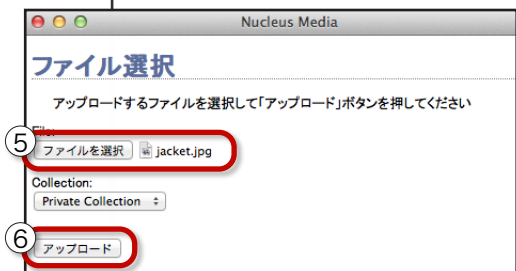 Nucleus Media
ファイル選択
アップロードするファイルを選択して「アップロード」ボタンを押してください
File:
⑤
ファイルを選択 jacket.jpg
Collection:
Private Collection
⑥
アップロード